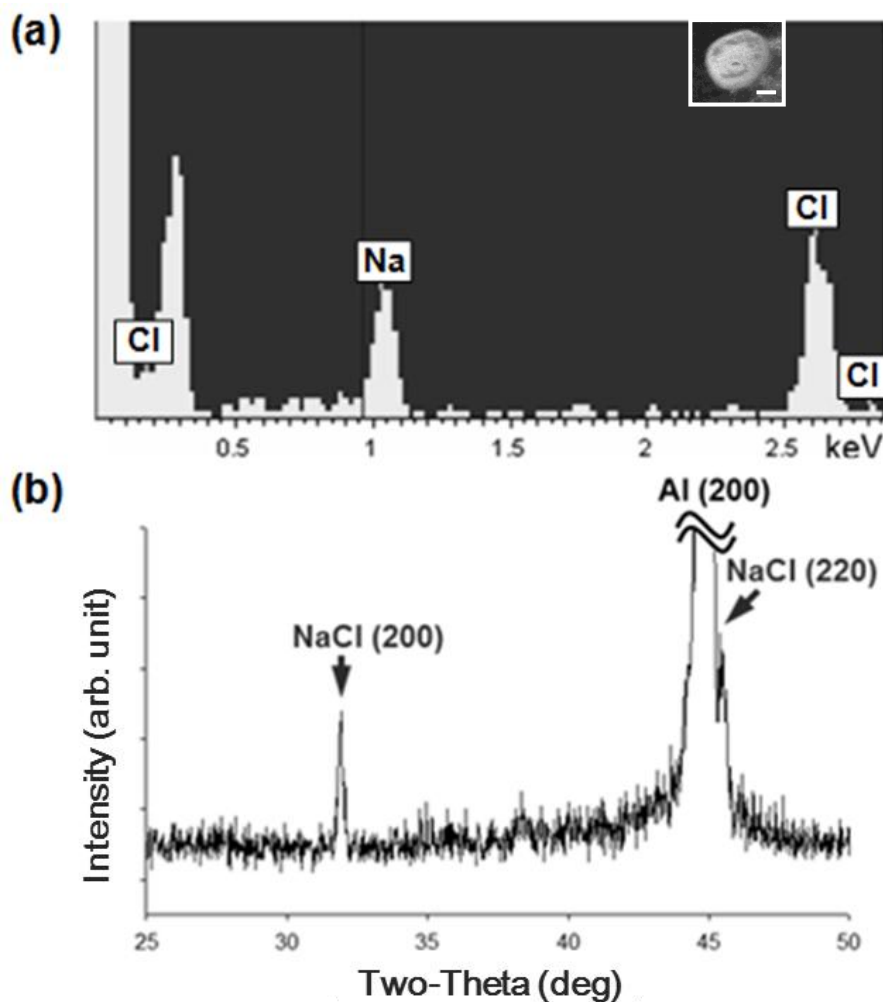 (a)
Cl
Na
Cl
Cl
0.5 1 1.5 2 2.5 keV
(b)
Al (200)
NaCl (220)
NaCl (200)
Intensity (arb. unit)
25 30 35 40 45 50
Two-Theta (deg)